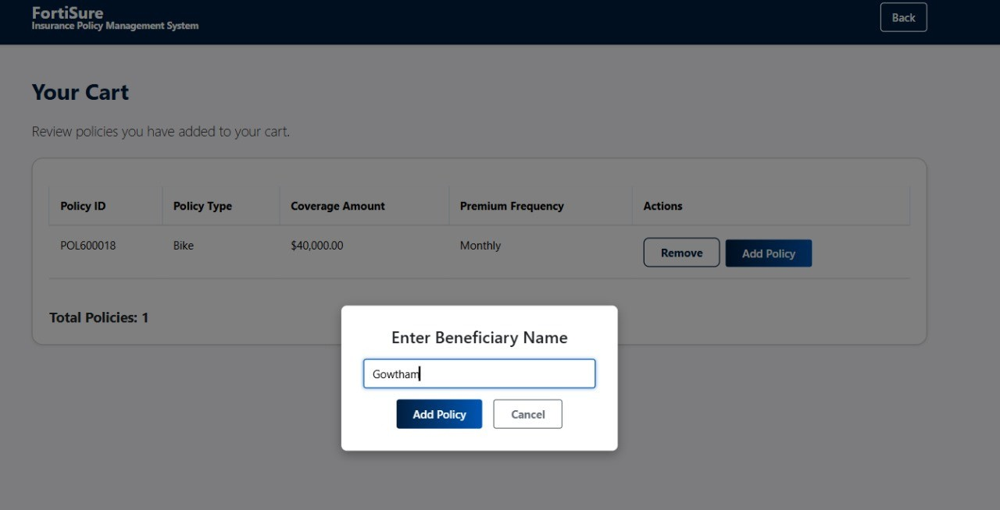 FortiSure
Insurance Policy Management System
Back
Your Cart
Review policies you have added to your cart.
Policy ID Policy Type Coverage Amount Premium Frequency Actions
POL600018 Bike $40,000.00 Monthly Remove Add Policy
Total Policies: 1
Enter Beneficiary Name
Gowtham
Add Policy Cancel